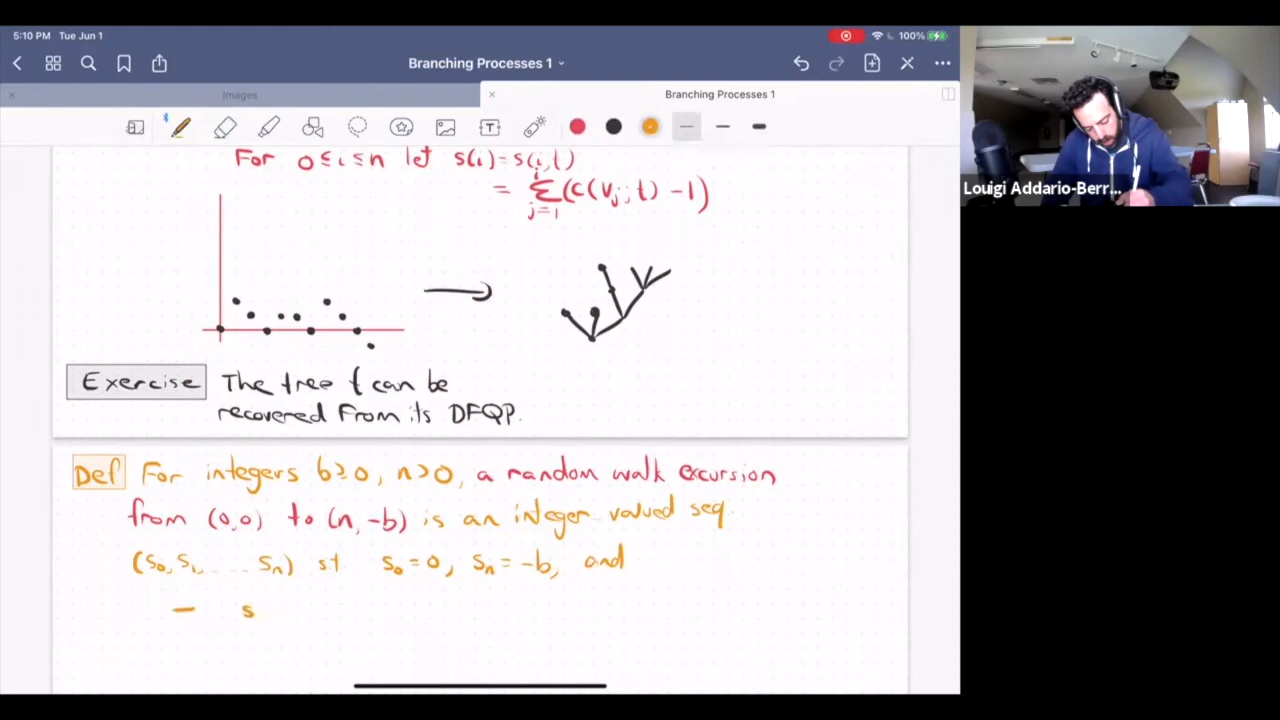 5:10 PM Tue Jun 1
100%
Branching Processes 1
Images
Branching Processes 1
For 0 ≤ i ≤ n let s(i) = s(i,t)
= ∑_{j=1}^{i} (c(v_j; t) - 1)
Louigi Addario-Berr...
Exercise The tree t can be
recovered from its DFQP.
Def For integers b ≥ 0, n > 0, a random walk excursion
from (0,0) to (n, -b) is an integer valued seq
(s_0, s_1, ... s_n) s.t. s_0 = 0, s_n = -b, and
— s